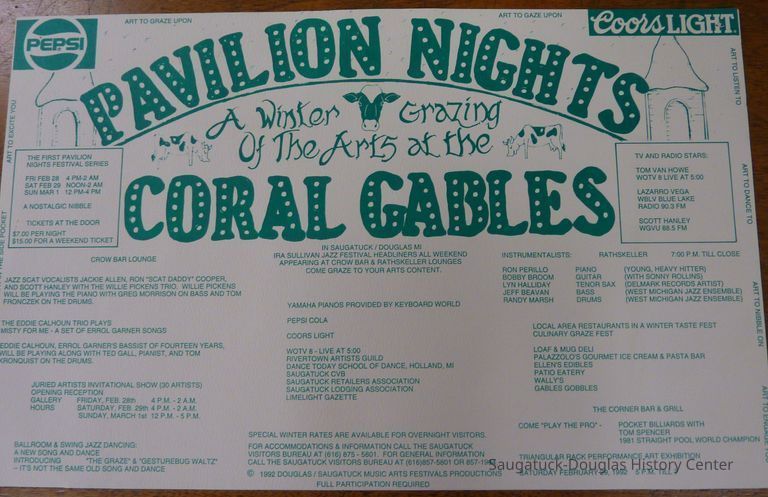 ART TO GRAZE UPON
ART TO GAZE UPON
PEPSI
Coors LIGHT
PAVILION NIGHTS
A Winter Grazing
Of The Arts at the
CORAL GABLES
ART TO EXCITE YOU
ART TO LISTEN TO
THE FIRST PAVILION
NIGHTS FESTIVAL SERIES
FRI FEB 28 4 PM-2 AM
SAT FEB 29 NOON-2 AM
SUN MAR 1 12 PM-4 PM
A NOSTALGIC NIBBLE
TICKETS AT THE DOOR
$7.00 PER NIGHT
$15.00 FOR A WEEKEND TICKET
TV AND RADIO STARS:
TOM VAN HOWE
WOTV 8 LIVE AT 5:00
LAZARRO VEGA
WBLV BLUE LAKE
RADIO 90.3 FM
SCOTT HANLEY
WGVU 88.5 FM
THE SIDE POCKET
CROW BAR LOUNGE
JAZZ SCAT VOCALISTS JACKIE ALLEN, RON "SCAT DADDY" COOPER,
AND SCOTT HANLEY WITH THE WILLIE PICKENS TRIO. WILLIE PICKENS
WILL BE PLAYING THE PIANO WITH GREG MORRISON ON BASS AND TOM
FRONCZEK ON THE DRUMS.
THE EDDIE CALHOUN TRIO PLAYS
MISTY FOR ME - A SET OF ERROL GARNER SONGS
EDDIE CALHOUN, ERROL GARNER'S BASSIST OF FOURTEEN YEARS,
WILL BE PLAYING ALONG WITH TED GALL, PIANIST, AND TOM
KRONQUIST ON THE DRUMS.
JURIED ARTISTS INVITATIONAL SHOW (30 ARTISTS)
OPENING RECEPTION
GALLERY FRIDAY, FEB. 28th 4 P.M. - 2 A.M.
HOURS SATURDAY, FEB. 29th 4 P.M. - 2 A.M.
SUNDAY, MARCH 1st 12 P.M. - 5 P.M.
BALLROOM & SWING JAZZ DANCING:
A NEW SONG AND DANCE
INTRODUCING "THE GRAZE" & "GESTUREBUG WALTZ"
– IT'S NOT THE SAME OLD SONG AND DANCE
IN SAUGATUCK / DOUGLAS MI
IRA SULLIVAN JAZZ FESTIVAL HEADLINERS ALL WEEKEND
APPEARING AT CROW BAR & RATHSKELLER LOUNGES
COME GRAZE TO YOUR ARTS CONTENT.
YAMAHA PIANOS PROVIDED BY KEYBOARD WORLD
PEPSI COLA
COORS LIGHT
WOTV 8 - LIVE AT 5:00
RIVERTOWN ARTISTS GUILD
DANCE TODAY SCHOOL OF DANCE, HOLLAND, MI
SAUGATUCK CVB
SAUGATUCK RETAILERS ASSOCIATION
SAUGATUCK LODGING ASSOCIATION
LIMELIGHT GAZETTE
SPECIAL WINTER RATES ARE AVAILABLE FOR OVERNIGHT VISITORS.
FOR ACCOMMODATIONS & INFORMATION CALL THE SAUGATUCK
VISITORS BUREAU AT (616) 875 - 5801. FOR GENERAL INFORMATION
CALL THE SAUGATUCK VISITORS BUREAU AT (616)857-5801 OR 857-
© 1992 DOUGLAS / SAUGATUCK MUSIC ARTS FESTIVALS PRODUCTIONS
FULL PARTICIPATION REQUIRED
INSTRUMENTALISTS: RATHSKELLER 7:00 P.M. TILL CLOSE
RON PERILLO PIANO (YOUNG, HEAVY HITTER)
BOBBY BROOM GUITAR (WITH SONNY ROLLINS)
LYN HALLIDAY TENOR SAX (DELMARK RECORDS ARTIST)
JEFF BEAVAN BASS (WEST MICHIGAN JAZZ ENSEMBLE)
RANDY MARSH DRUMS (WEST MICHIGAN JAZZ ENSEMBLE)
LOCAL AREA RESTAURANTS IN A WINTER TASTE FEST
CULINARY GRAZE FEST:
LOAF & MUG DELI
PALAZZOLO'S GOURMET ICE CREAM & PASTA BAR
ELLEN'S EDIBLES
PATIO EATERY
WALLY'S
GABLES GOBBLES
ART TO NIBBLE ON
THE CORNER BAR & GRILL
COME "PLAY THE PRO" - POCKET BILLIARDS WITH
TOM SPENCER
1981 STRAIGHT POOL WORLD CHAMPION
TRIANGULAR RACK PERFORMANCE ART EXHIBITION
SATURDAY FEBRUARY 29, 1992 5 P.M. TILL ?
Saugatuck-Douglas History Center